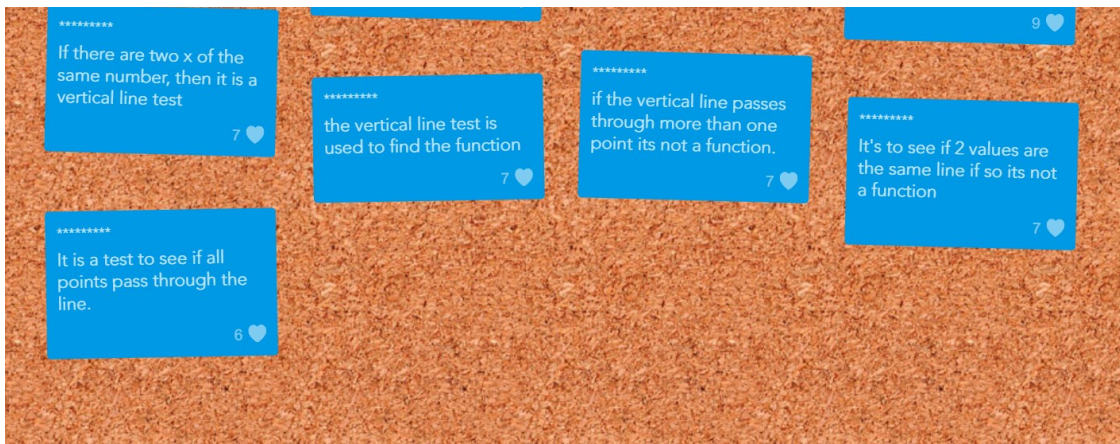 *********
If there are two x of the
same number, then it is a
vertical line test
7
*********
the vertical line test is
used to find the function
7
*********
if the vertical line passes
through more than one
point its not a function.
7
9
*********
It's to see if 2 values are
the same line if so its not
a function
7
*********
It is a test to see if all
points pass through the
line.
6